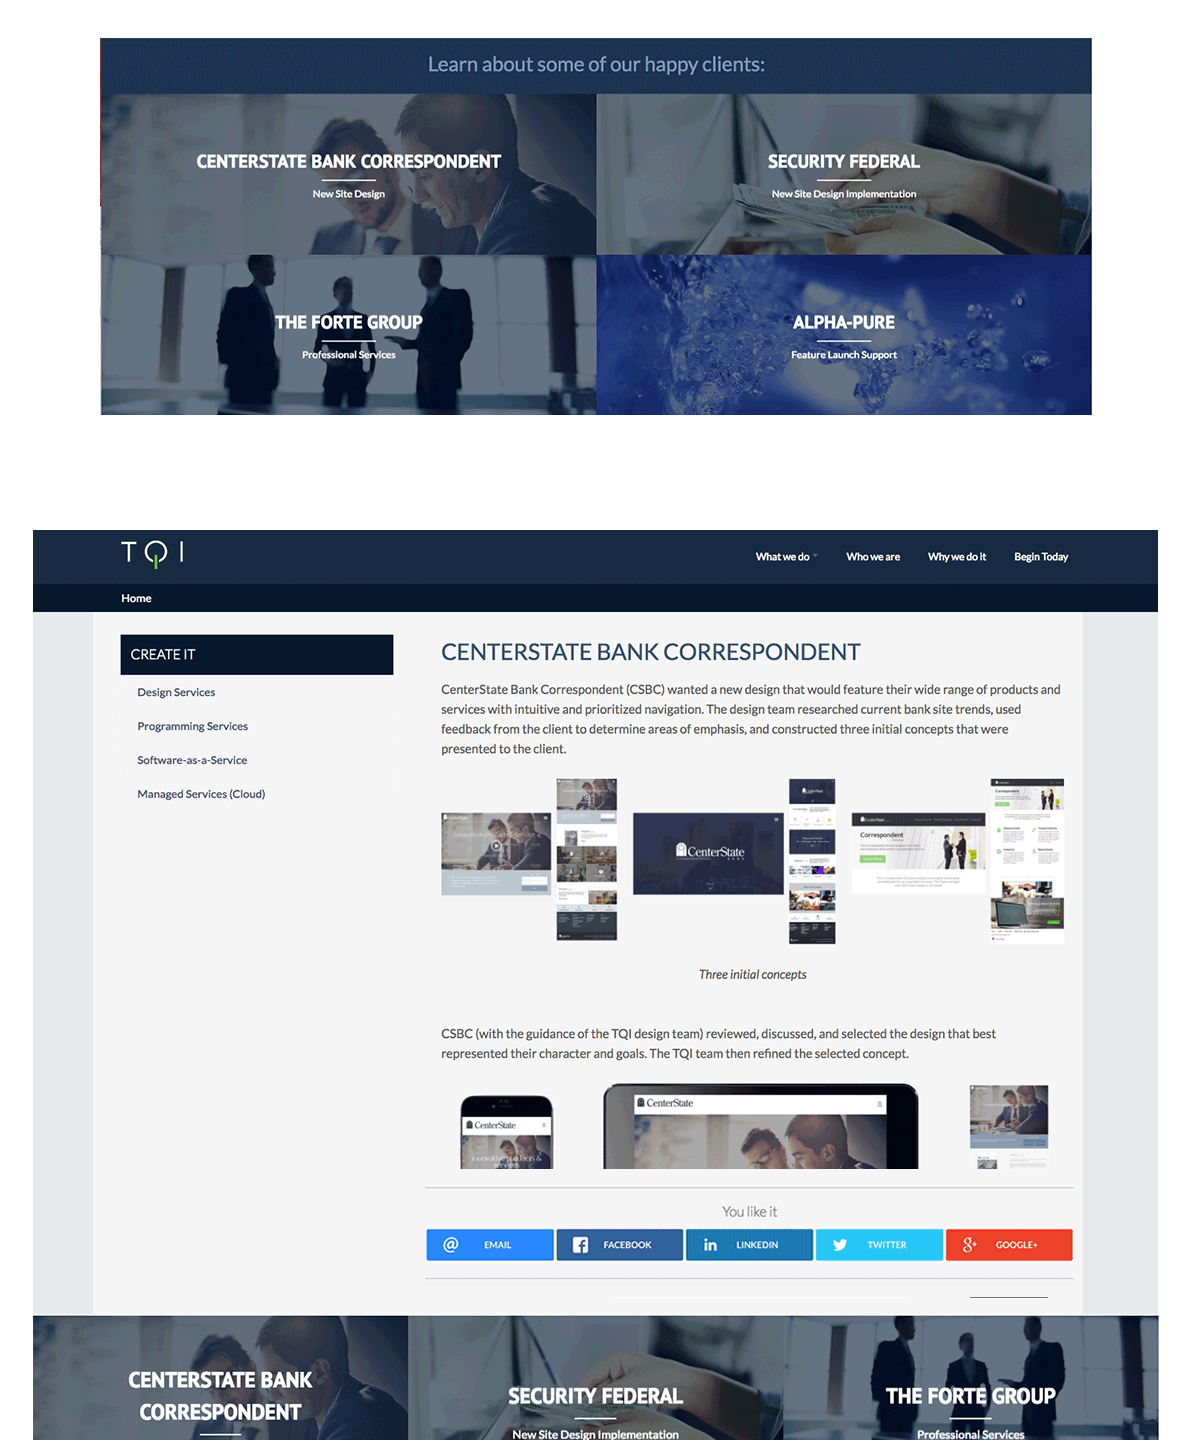 Learn about some of our happy clients:
CENTERSTATE BANK CORRESPONDENT
New Site Design
SECURITY FEDERAL
New Site Design Implementation
THE FORTE GROUP
Professional Services
ALPHA-PURE
Feature Launch Support
TQI
What we do
Who we are
Why we do it
Begin Today
Home
CREATE IT
Design Services
Programming Services
Software-as-a-Service
Managed Services (Cloud)
CENTERSTATE BANK CORRESPONDENT
CenterState Bank Correspondent (CSBC) wanted a new design that would feature their wide range of products and
services with intuitive and prioritized navigation. The design team researched current bank site trends, used
feedback from the client to determine areas of emphasis, and constructed three initial concepts that were
presented to the client.
innovative products & service
CenterState
BANK
Correspondent
Three initial concepts
CSBC (with the guidance of the TQI design team) reviewed, discussed, and selected the design that best
represented their character and goals. The TQI team then refined the selected concept.
CenterState
innovative products &
services
CenterState
You like it
EMAIL
FACEBOOK
LINKEDIN
TWITTER
GOOGLE+
CENTERSTATE BANK
CORRESPONDENT
SECURITY FEDERAL
New Site Design Implementation
THE FORTE GROUP
Professional Services